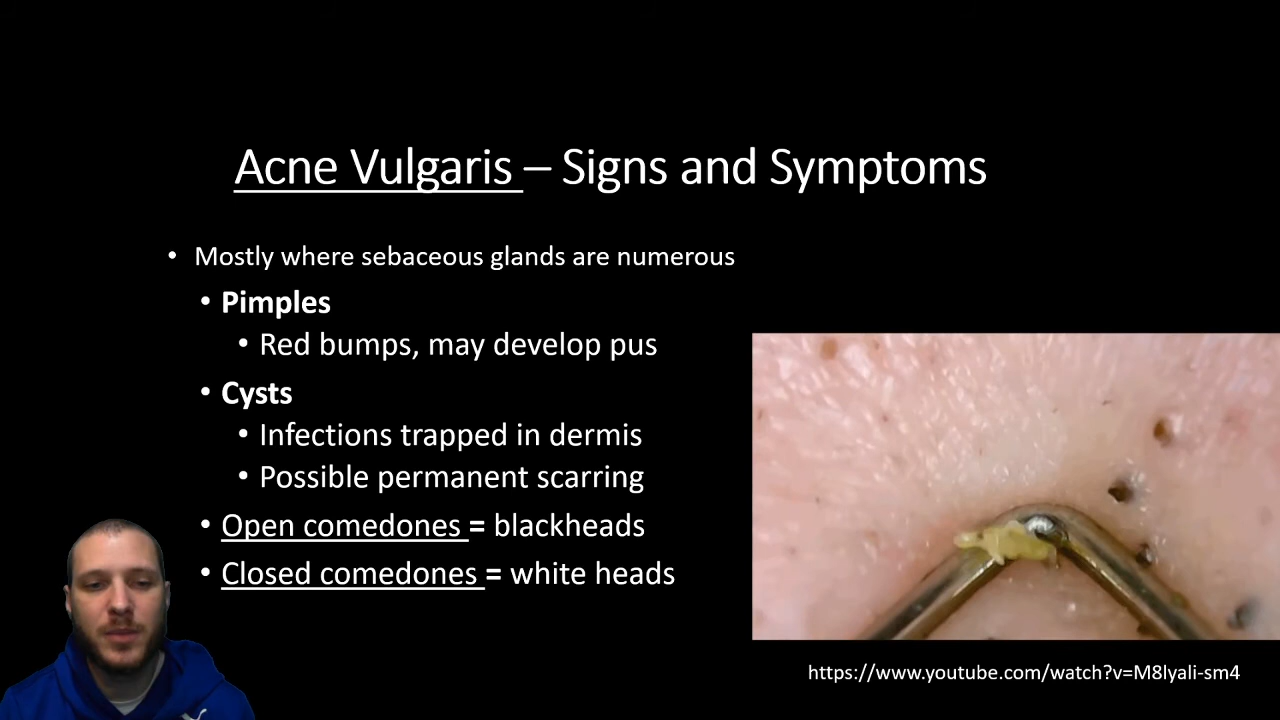 Acne Vulgaris – Signs and Symptoms
• Mostly where sebaceous glands are numerous
• Pimples
• Red bumps, may develop pus
• Cysts
• Infections trapped in dermis
• Possible permanent scarring
• Open comedones = blackheads
• Closed comedones = white heads
https://www.youtube.com/watch?v=M8lyali-sm4